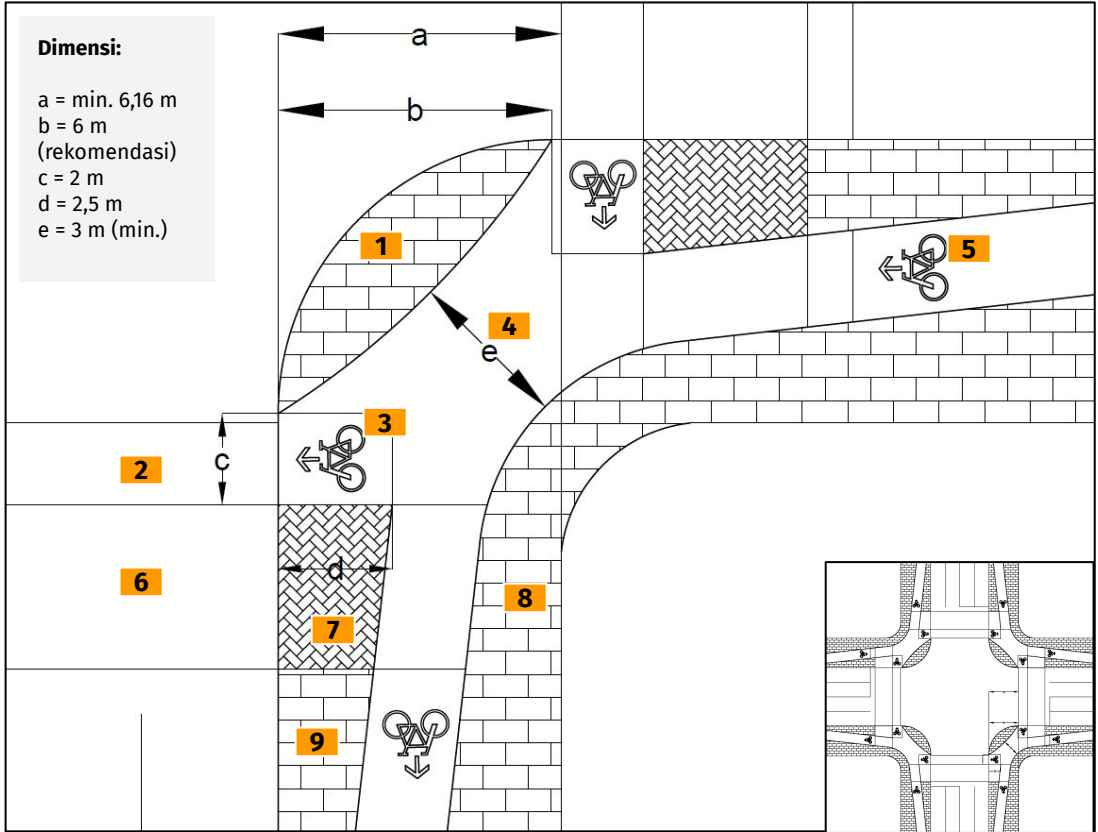 Dimensi:
a = min. 6,16 m
b = 6 m
(rekomendasi)
c = 2 m
d = 2,5 m
e = 3 m (min.)
a
b
1
5
4
e
3
2
c
6
d
7
8
9